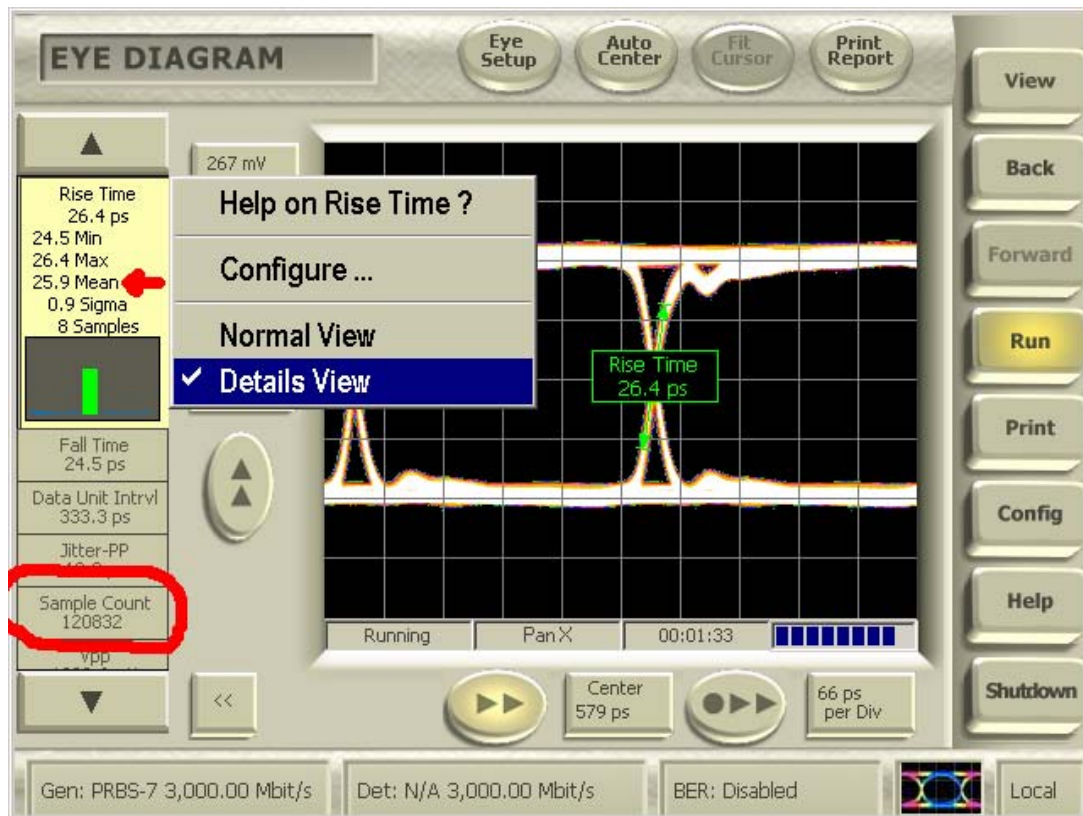 EYE DIAGRAM
Eye
Setup
Auto
Center
Fit
Cursor
Print
Report
View
Back
Forward
Run
Print
Config
Help
Shutdown
Rise Time
26.4 ps
24.5 Min
26.4 Max
25.9 Mean
0.9 Sigma
8 Samples
Fall Time
24.5 ps
Data Unit Intrvl
333.3 ps
Jitter-PP
Sample Count
120832
Vpp
267 mV
Help on Rise Time ?
Configure ...
Normal View
Details View
Rise Time
26.4 ps
Running
Pan X
00:01:33
<<
Center
579 ps
66 ps
per Div
Gen: PRBS-7 3,000.00 Mbit/s
Det: N/A 3,000.00 Mbit/s
BER: Disabled
Local